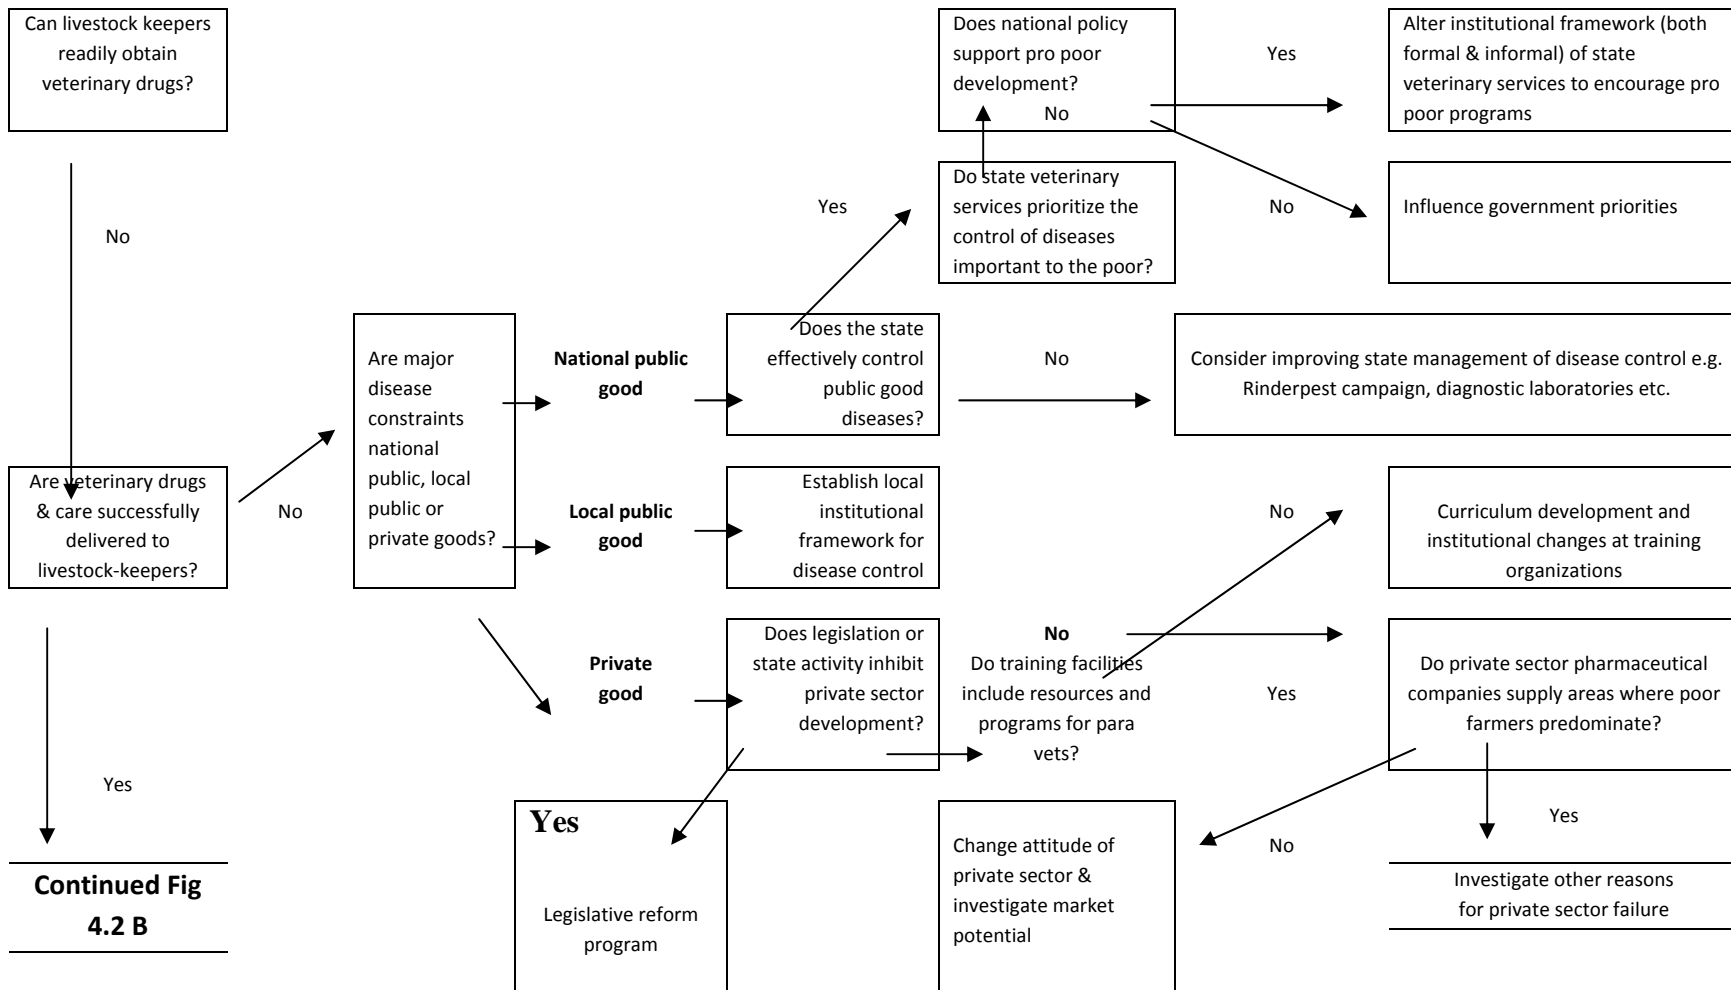 Can livestock keepers
readily obtain
veterinary drugs?
No
Are veterinary drugs
& care successfully
delivered to
livestock-keepers?
No
Yes
Continued Fig
4.2 B
Are major
disease
constraints
national
public, local
public or
private goods?
National public
good
Local public
good
Private
good
Does the state
effectively control
public good
diseases?
Yes
No
Do state veterinary
services prioritize the
control of diseases
important to the poor?
No
Does national policy
support pro poor
development?
Yes
No
Alter institutional framework (both
formal & informal) of state
veterinary services to encourage pro
poor programs
Influence government priorities
Consider improving state management of disease control e.g.
Rinderpest campaign, diagnostic laboratories etc.
Establish local
institutional
framework for
disease control
Does legislation or
state activity inhibit
private sector
development?
Yes
Legislative reform
program
No
Do training facilities
include resources and
programs for para
vets?
No
Curriculum development and
institutional changes at training
organizations
Yes
Do private sector pharmaceutical
companies supply areas where poor
farmers predominate?
No
Change attitude of
private sector &
investigate market
potential
Yes
Investigate other reasons
for private sector failure